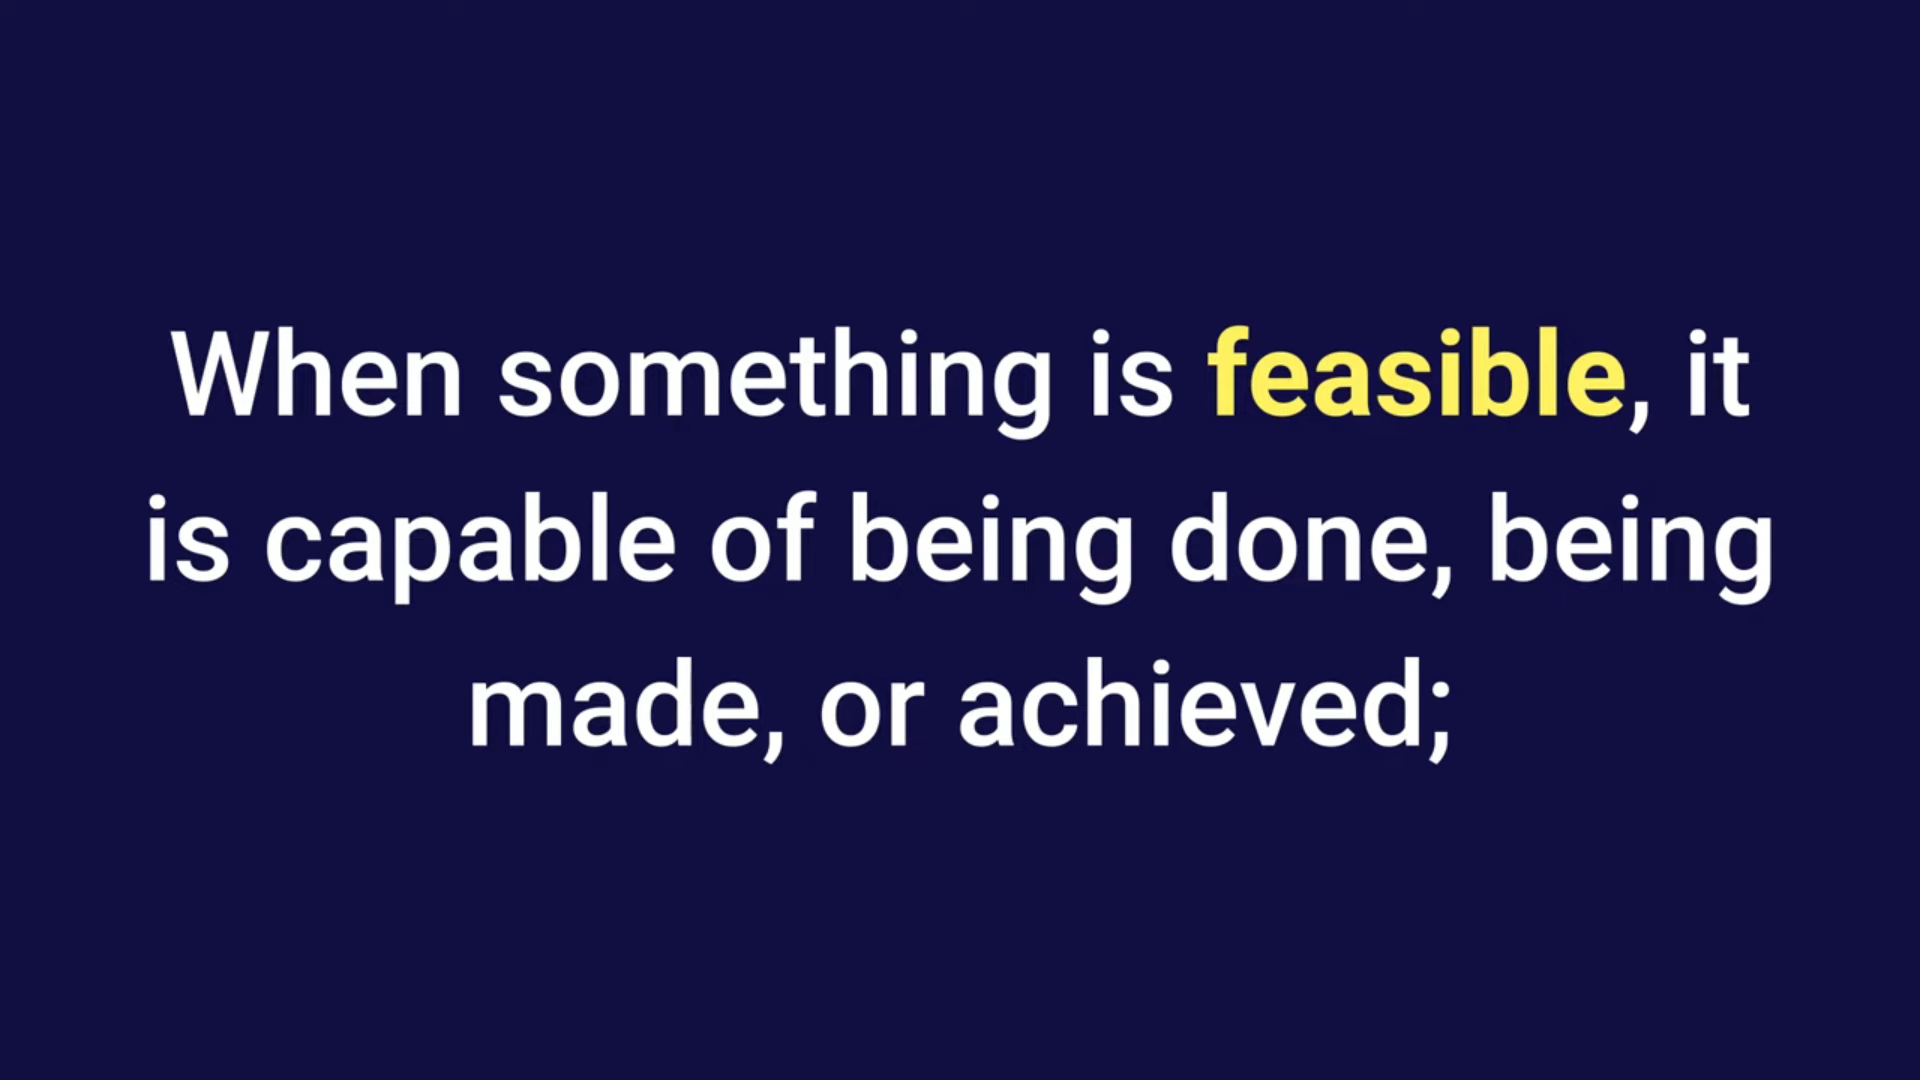 When something is feasible, it
is capable of being done, being
made, or achieved;